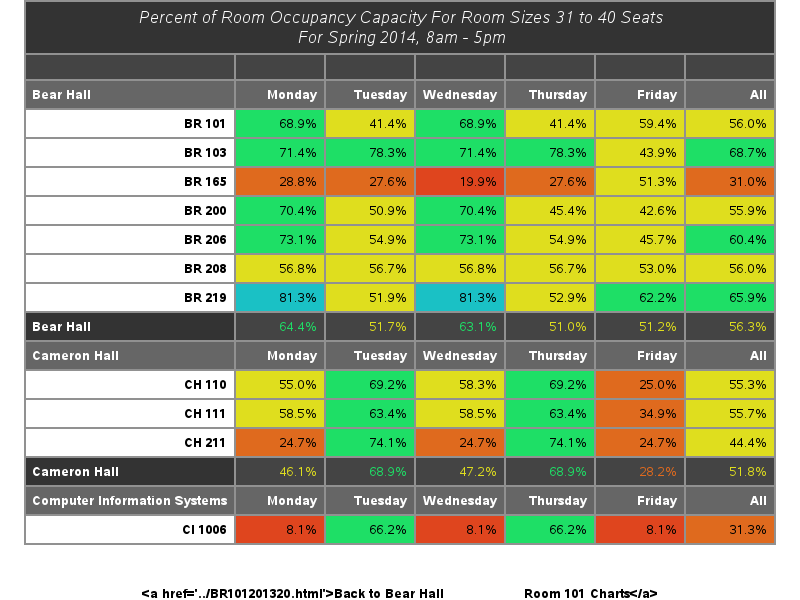 Percent of Room Occupancy Capacity For Room Sizes 31 to 40 Seats
For Spring 2014, 8am - 5pm
Bear Hall Monday Tuesday Wednesday Thursday Friday All
BR 101 68.9% 41.4% 68.9% 41.4% 59.4% 56.0%
BR 103 71.4% 78.3% 71.4% 78.3% 43.9% 68.7%
BR 165 28.8% 27.6% 19.9% 27.6% 51.3% 31.0%
BR 200 70.4% 50.9% 70.4% 45.4% 42.6% 55.9%
BR 206 73.1% 54.9% 73.1% 54.9% 45.7% 60.4%
BR 208 56.8% 56.7% 56.8% 56.7% 53.0% 56.0%
BR 219 81.3% 51.9% 81.3% 52.9% 62.2% 65.9%
Bear Hall 64.4% 51.7% 63.1% 51.0% 51.2% 56.3%
Cameron Hall Monday Tuesday Wednesday Thursday Friday All
CH 110 55.0% 69.2% 58.3% 69.2% 25.0% 55.3%
CH 111 58.5% 63.4% 58.5% 63.4% 34.9% 55.7%
CH 211 24.7% 74.1% 24.7% 74.1% 24.7% 44.4%
Cameron Hall 46.1% 68.9% 47.2% 68.9% 28.2% 51.8%
Computer Information Systems Monday Tuesday Wednesday Thursday Friday All
CI 1006 8.1% 66.2% 8.1% 66.2% 8.1% 31.3%
<a href='../BR101201320.html'>Back to Bear Hall Room 101 Charts</a>